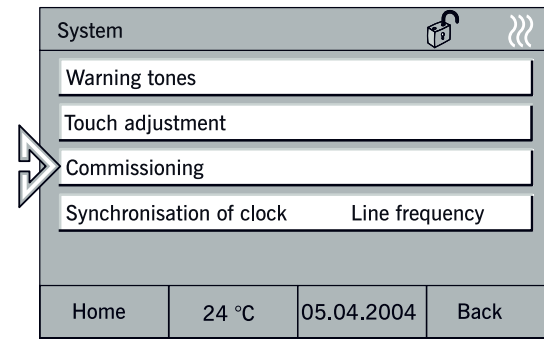 System
Warning tones
Touch adjustment
Commissioning
Synchronisation of clock Line frequency
Home 24 °C 05.04.2004 Back